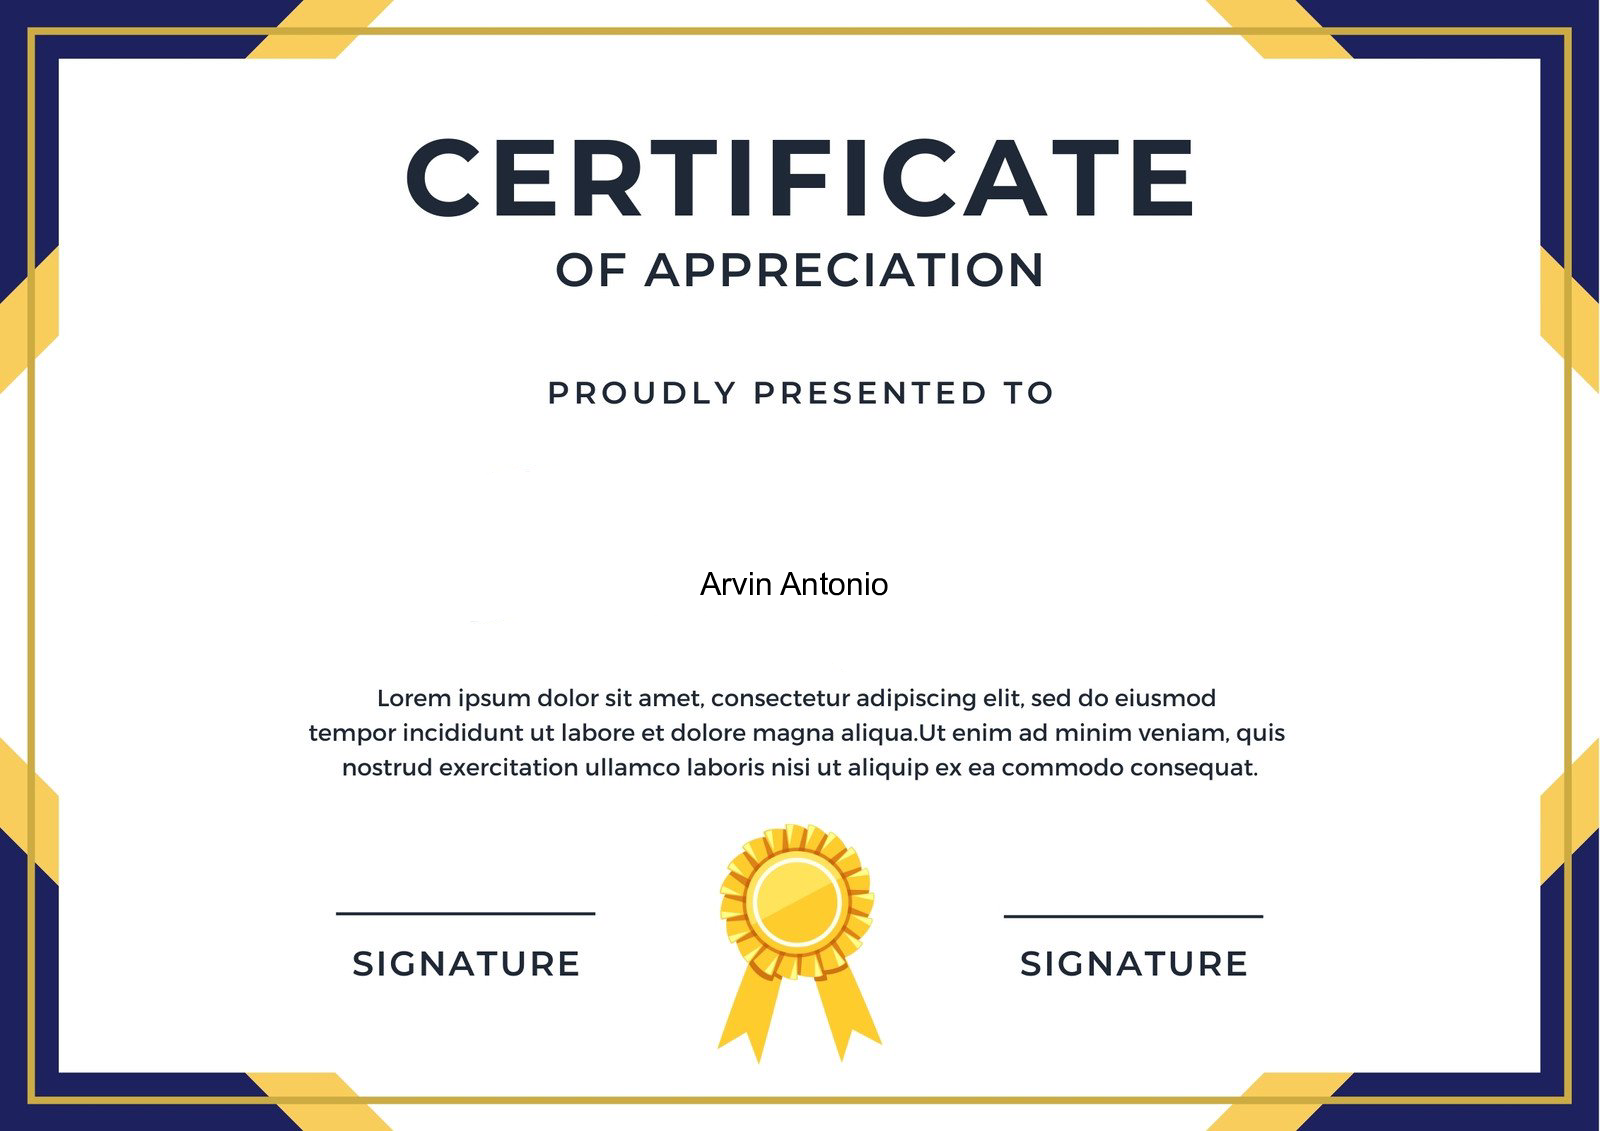 CERTIFICATE
OF APPRECIATION
PROUDLY PRESENTED TO
Arvin Antonio
Lorem ipsum dolor sit amet, consectetur adipiscing elit, sed do eiusmod
tempor incididunt ut labore et dolore magna aliqua.Ut enim ad minim veniam, quis
nostrud exercitation ullamco laboris nisi ut aliquip ex ea commodo consequat.
SIGNATURE
SIGNATURE